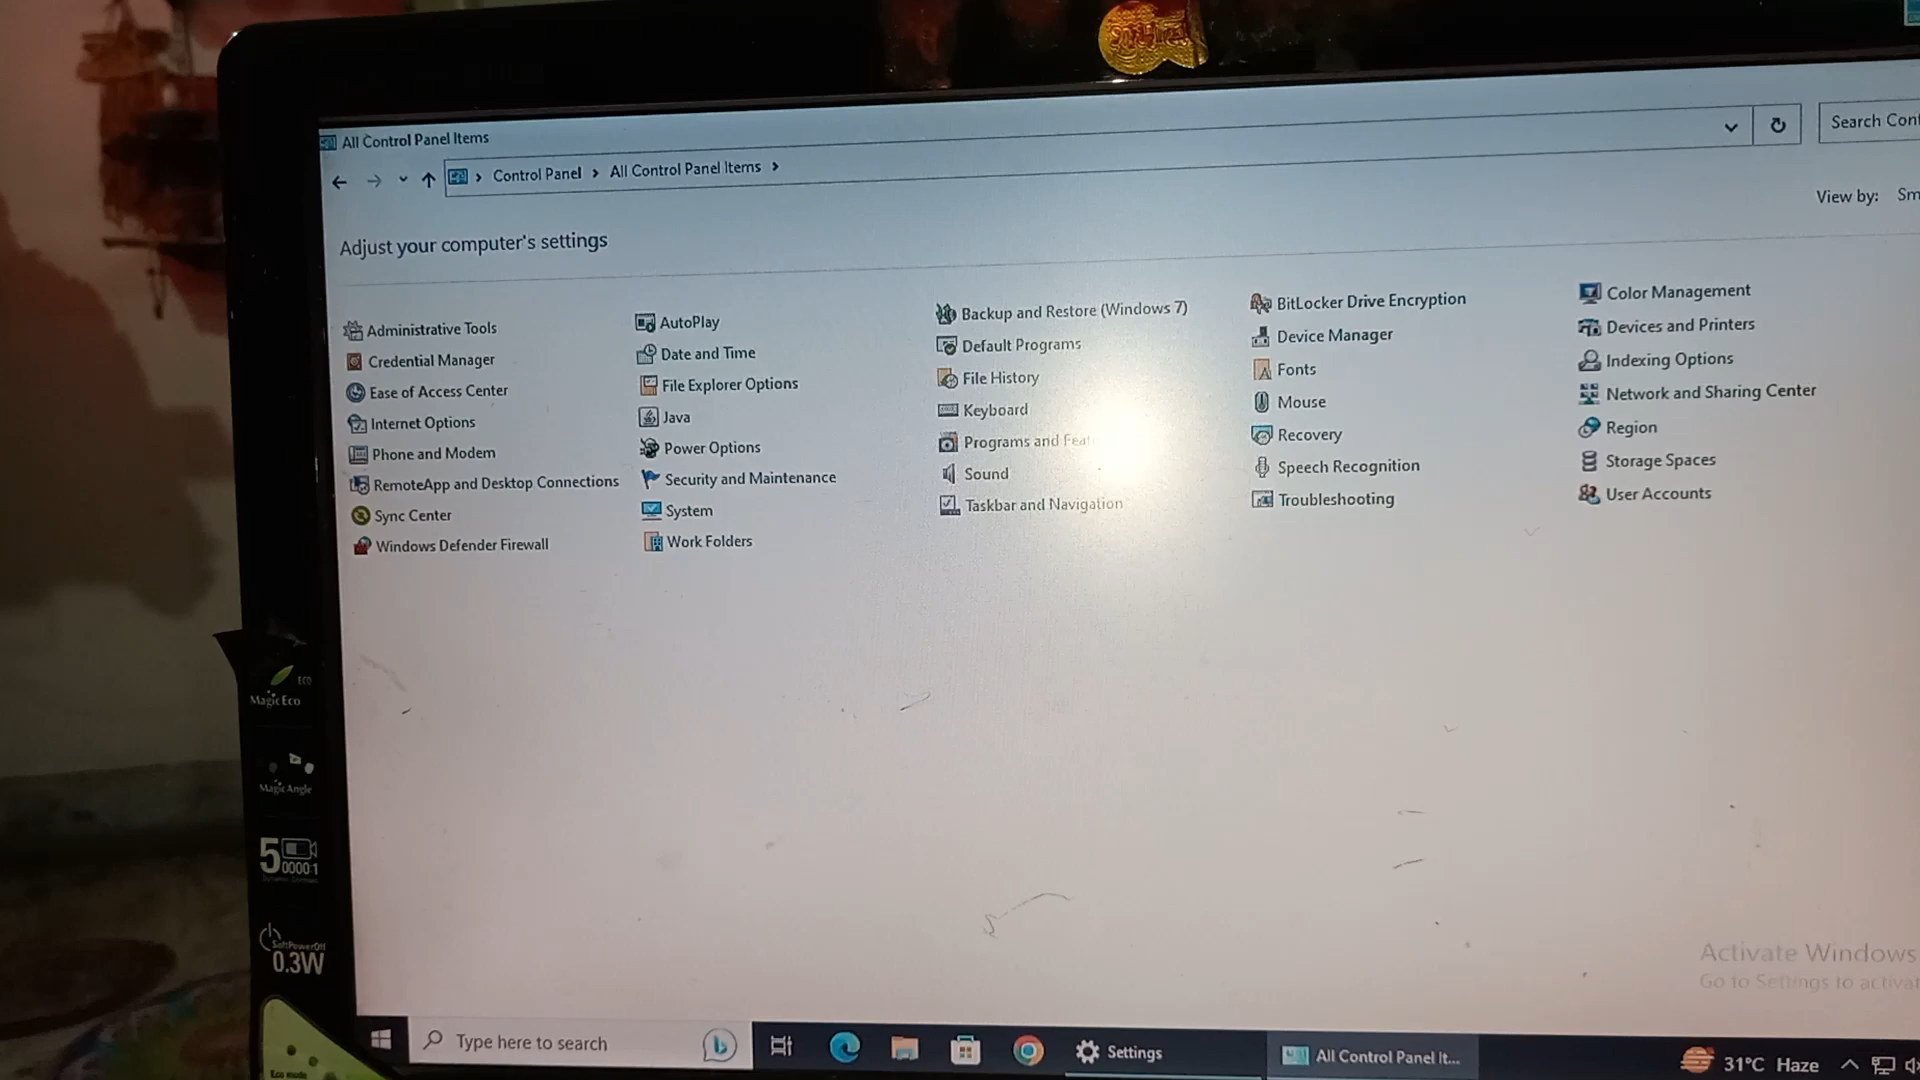 All Control Panel Items
Control Panel > All Control Panel Items >
Search Cont
View by: Sm
Adjust your computer's settings
Administrative Tools
AutoPlay
Backup and Restore (Windows 7)
BitLocker Drive Encryption
Color Management
Credential Manager
Date and Time
Default Programs
Device Manager
Devices and Printers
Ease of Access Center
File Explorer Options
File History
Fonts
Indexing Options
Internet Options
Java
Keyboard
Mouse
Network and Sharing Center
Phone and Modem
Power Options
Programs and Feat
Recovery
Region
RemoteApp and Desktop Connections
Security and Maintenance
Sound
Speech Recognition
Storage Spaces
Sync Center
System
Taskbar and Navigation
Troubleshooting
User Accounts
Windows Defender Firewall
Work Folders
ECO
MagicEco
MagicAngle
5
0000:1
SoftPowerOff
0.3W
Eco mode
Activate Windows
Go to Settings to activat
Type here to search
Settings
All Control Panel It...
31°C Haze